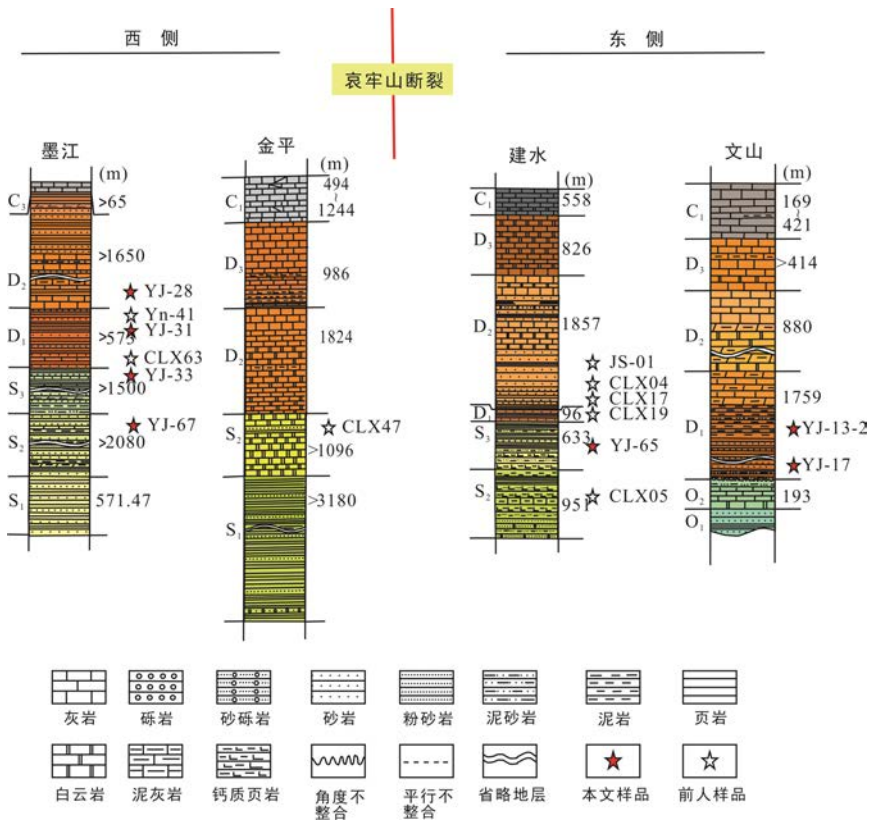 西 侧
东 侧
哀牢山断裂
墨江
(m)
C3
>65
D2
>1650
YJ-28
Yn-41
D1
YJ-31
>575
CLX63
YJ-33
S3
>1500
YJ-67
S2
>2080
S1
571.47
金平
(m)
C1
494
~
1244
D3
986
D2
1824
S2
CLX47
>1096
S1
>3180
建水
(m)
C1
558
D3
826
D2
1857
JS-01
CLX04
CLX17
D1
96
CLX19
S3
633
YJ-65
S2
951
CLX05
文山
(m)
C1
169
~
421
D3
>414
D2
880
1759
D1
YJ-13-2
YJ-17
O2
193
O1
灰岩 砾岩 砂砾岩 砂岩 粉砂岩 泥砂岩 泥岩 页岩
白云岩 泥灰岩 钙质页岩 角度不整合 平行不整合 省略地层 本文样品 前人样品